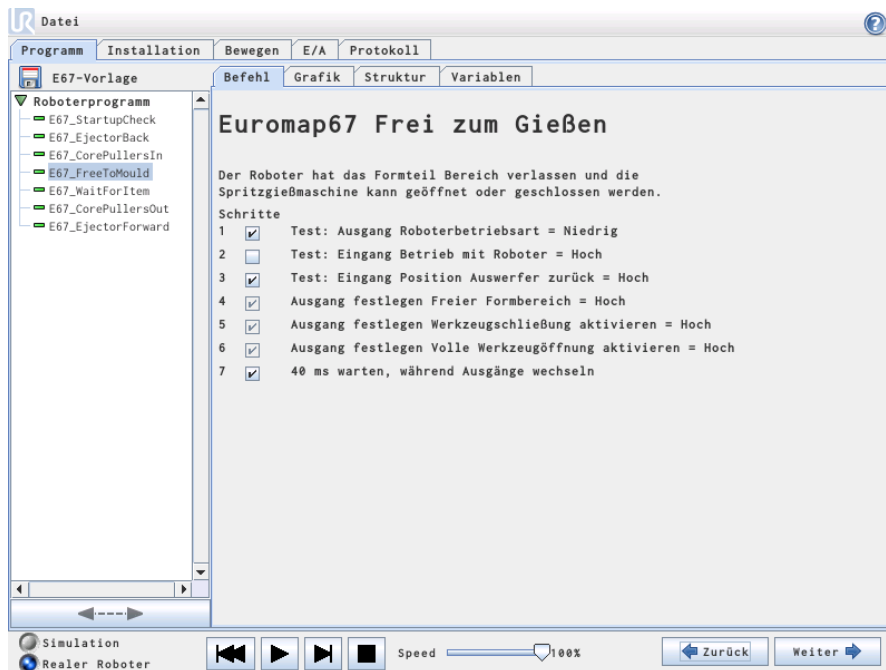 UR Datei
Programm Installation Bewegen E/A Protokoll
E67-Vorlage
Befehl Grafik Struktur Variablen
Roboterprogramm
E67_StartupCheck
E67_EjectorBack
E67_CorePullersIn
E67_FreeToMould
E67_WaitForItem
E67_CorePullersOut
E67_EjectorForward
Euromap67 Frei zum Gießen
Der Roboter hat das Formteil Bereich verlassen und die
Spritzgießmaschine kann geöffnet oder geschlossen werden.
Schritte
1 Test: Ausgang Roboterbetriebsart = Niedrig
2 Test: Eingang Betrieb mit Roboter = Hoch
3 Test: Eingang Position Auswerfer zurück = Hoch
4 Ausgang festlegen Freier Formbereich = Hoch
5 Ausgang festlegen Werkzeugschließung aktivieren = Hoch
6 Ausgang festlegen Volle Werkzeugöffnung aktivieren = Hoch
7 40 ms warten, während Ausgänge wechseln
Simulation
Realer Roboter
Speed 100%
Zurück
Weiter